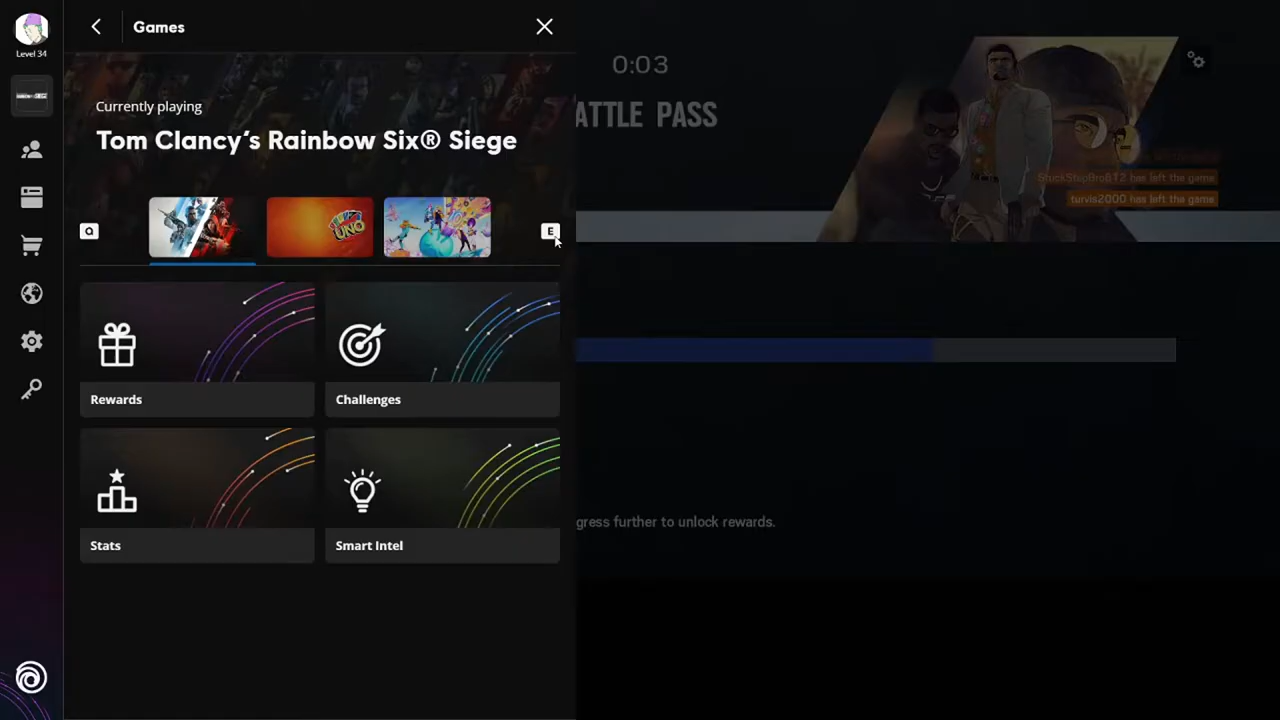 Level 34
Games
Currently playing
Tom Clancy's Rainbow Six® Siege
Q
UNO
E
Rewards
Challenges
Stats
Smart Intel
0:03
ATTLE PASS
StuckStepBro812 has left the game
turvis2000 has left the game
gress further to unlock rewards.